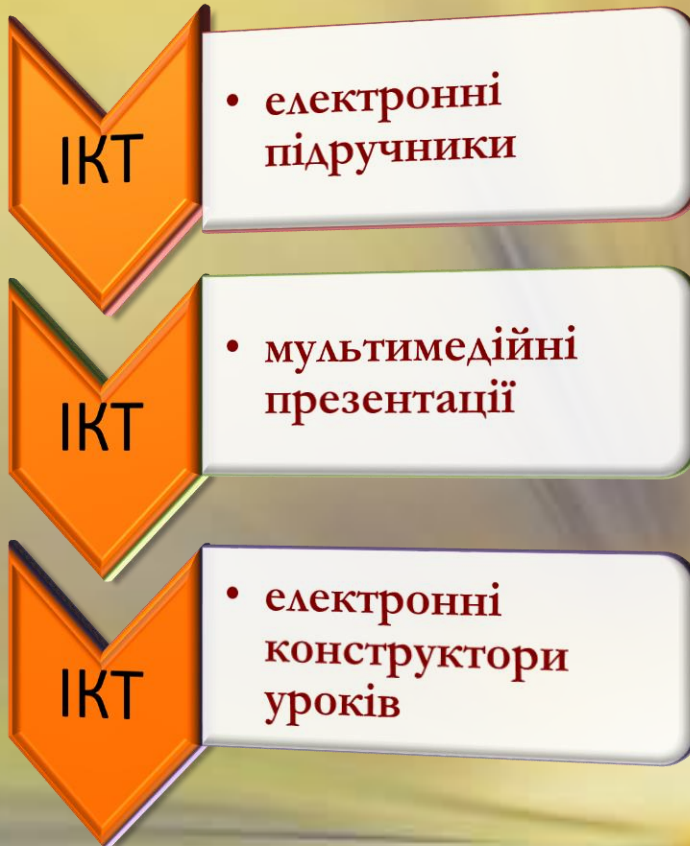 ІКТ
• електронні
підручники
ІКТ
• мультимедійні
презентації
ІКТ
• електронні
конструктори
уроків